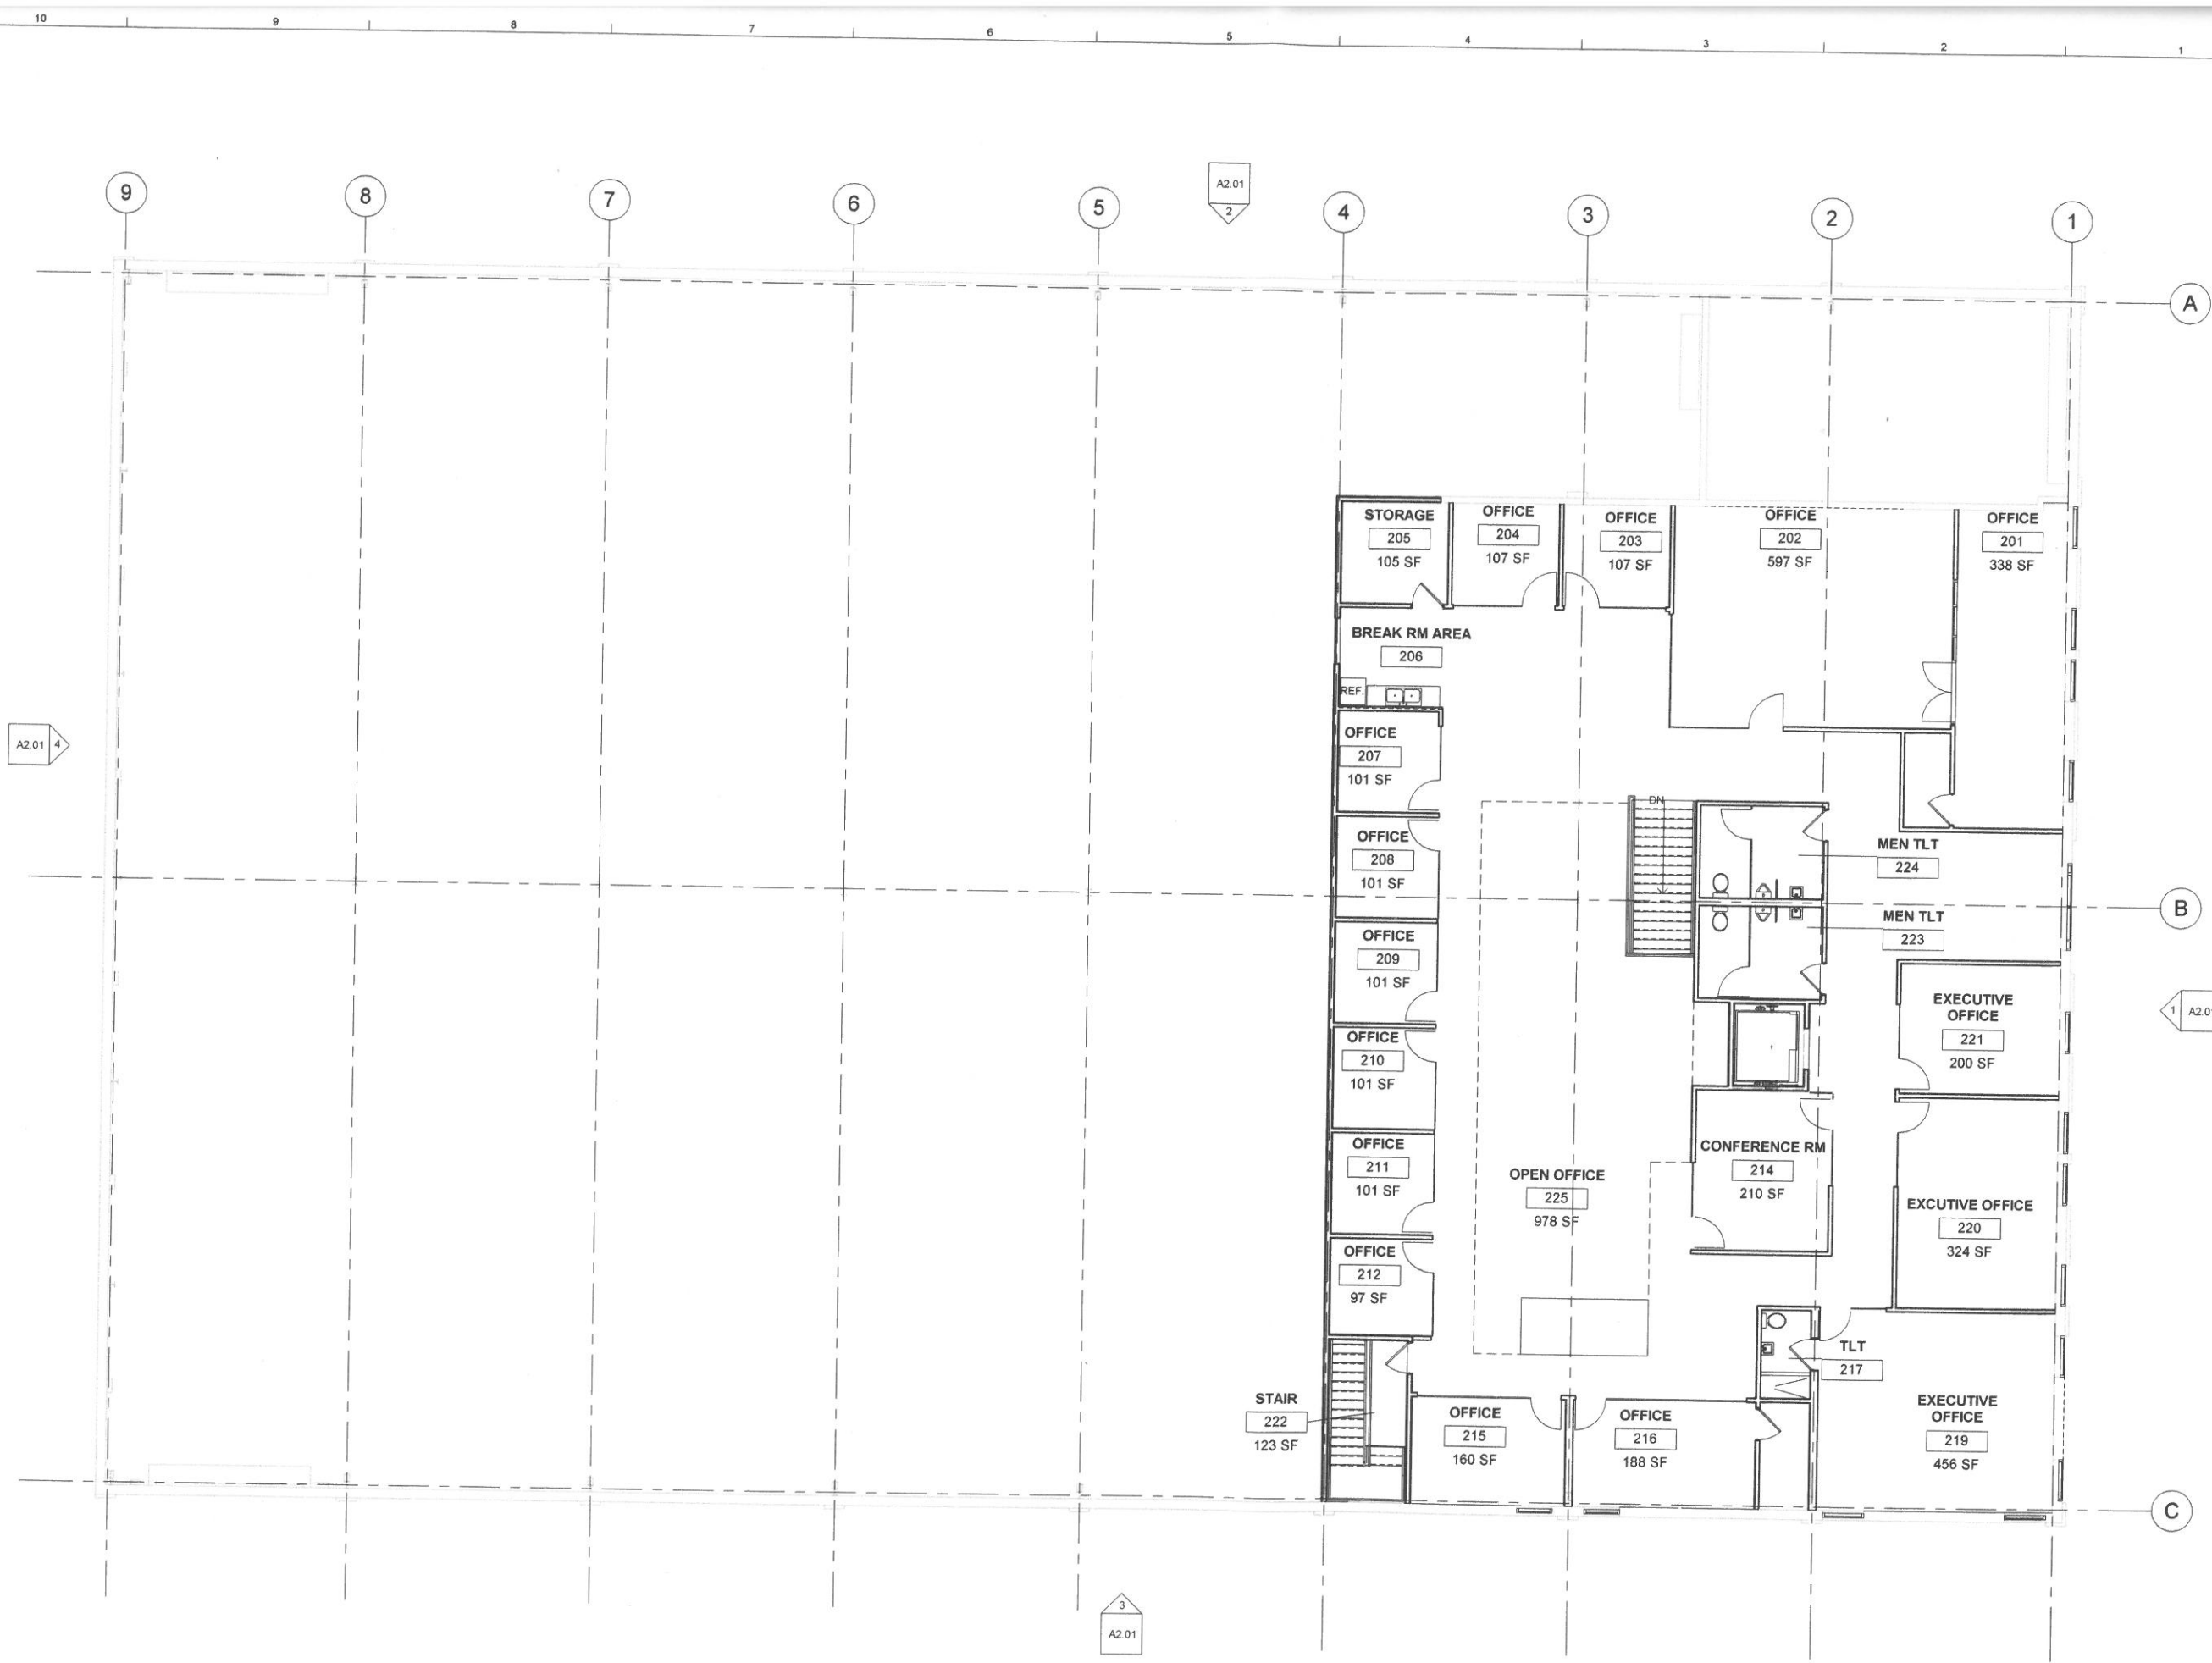 10 9 8 7 6 5 4 3 2 1
A2.01
2
9 8 7 6 5 4 3 2 1
A
STORAGE
205
105 SF
OFFICE
204
107 SF
OFFICE
203
107 SF
OFFICE
202
597 SF
OFFICE
201
338 SF
BREAK RM AREA
206
REF.
A2.01 4
OFFICE
207
101 SF
DN
OFFICE
208
101 SF
MEN TLT
224
B
MEN TLT
223
OFFICE
209
101 SF
EXECUTIVE
OFFICE
221
200 SF
1 A2.01
OFFICE
210
101 SF
OFFICE
211
101 SF
CONFERENCE RM
214
210 SF
OPEN OFFICE
225
978 SF
EXCUTIVE OFFICE
220
324 SF
OFFICE
212
97 SF
TLT
217
STAIR
222
123 SF
OFFICE
215
160 SF
OFFICE
216
188 SF
EXECUTIVE
OFFICE
219
456 SF
C
3
A2.01